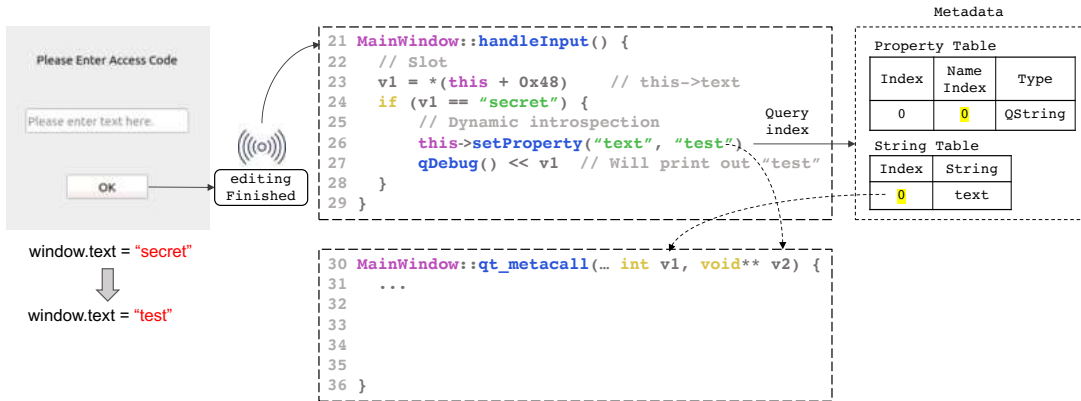 Please Enter Access Code
Please enter text here.
OK
editing
Finished
window.text = “secret”
window.text = “test”
21 MainWindow::handleInput() {
22 // Slot
23 v1 = *(this + 0x48) // this->text
24 if (v1 == “secret”) {
25 // Dynamic introspection
26 this->setProperty(“text”, “test”)
27 qDebug() << v1 // Will print out “test”
28 }
29 }
30 MainWindow::qt_metacall(… int v1, void** v2) {
31 ...
32
33
34
35
36 }
Query
index
Metadata
Property Table
Index Name Index Type
0 0 QString
String Table
Index String
0 text